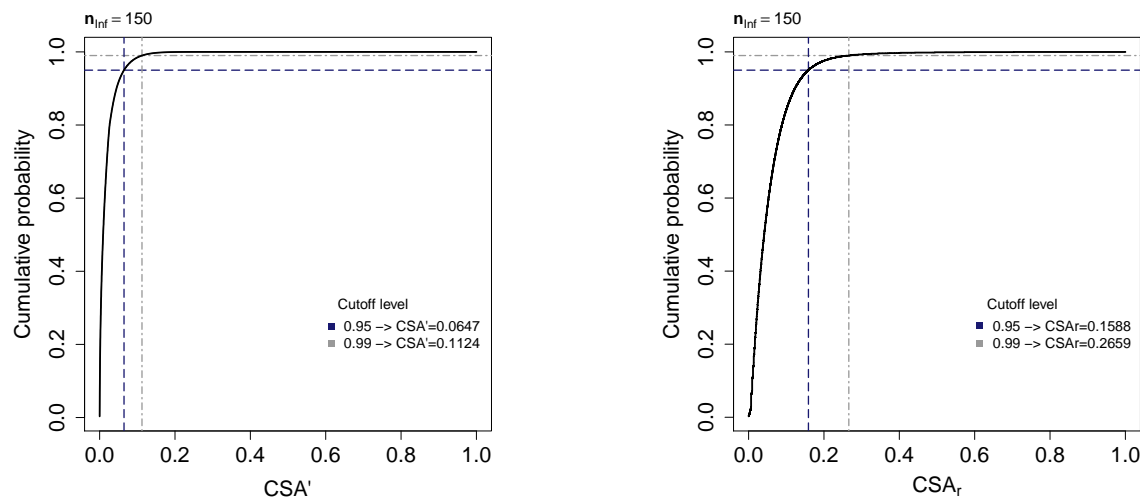 n_Inf = 150
Cumulative probability
1.0
0.8
0.6
0.4
0.2
0.0
Cutoff level
0.95 −> CSA'=0.0647
0.99 −> CSA'=0.1124
0.0 0.2 0.4 0.6 0.8 1.0
CSA'
n_Inf = 150
Cumulative probability
1.0
0.8
0.6
0.4
0.2
0.0
Cutoff level
0.95 −> CSAr=0.1588
0.99 −> CSAr=0.2659
0.0 0.2 0.4 0.6 0.8 1.0
CSA_r